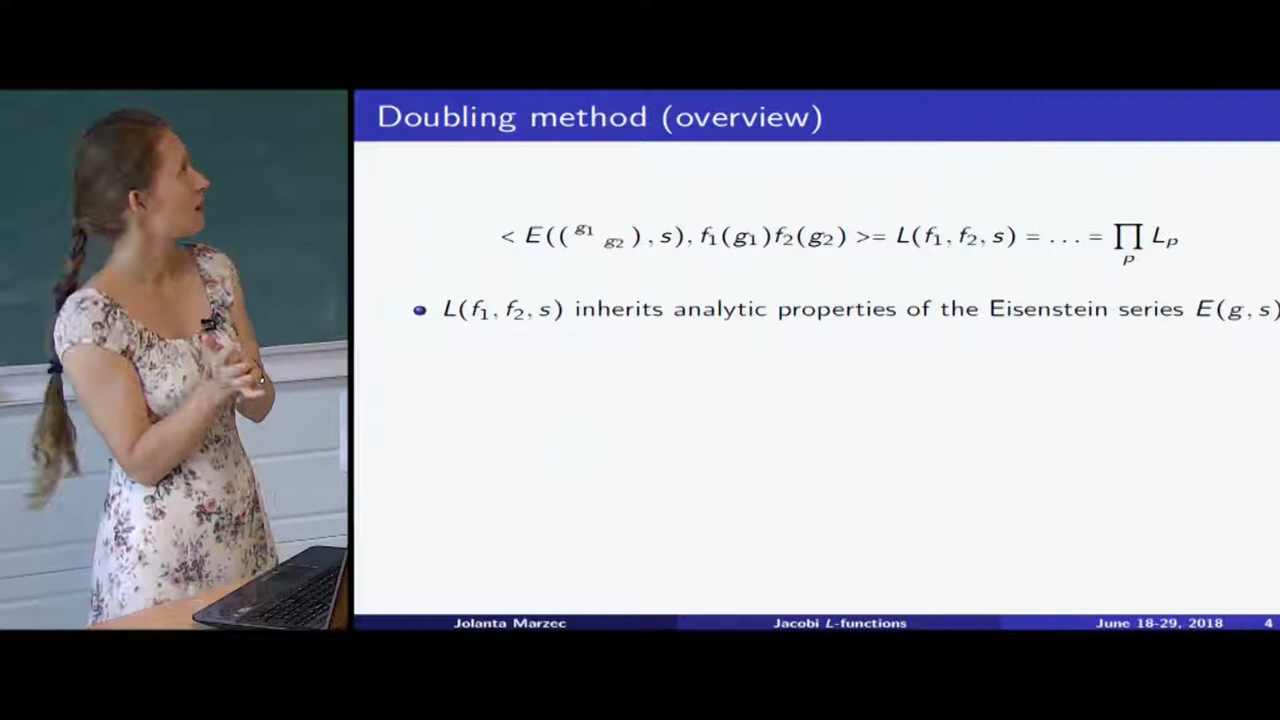 Doubling method (overview)
< E(( g₁ g₂ ) , s), f₁(g₁)f₂(g₂) >= L(f₁, f₂, s) = . . . = ∏ₚ Lₚ
L(f₁, f₂, s) inherits analytic properties of the Eisenstein series E(g, s)
Jolanta Marzec Jacobi L-functions June 18-29, 2018 4